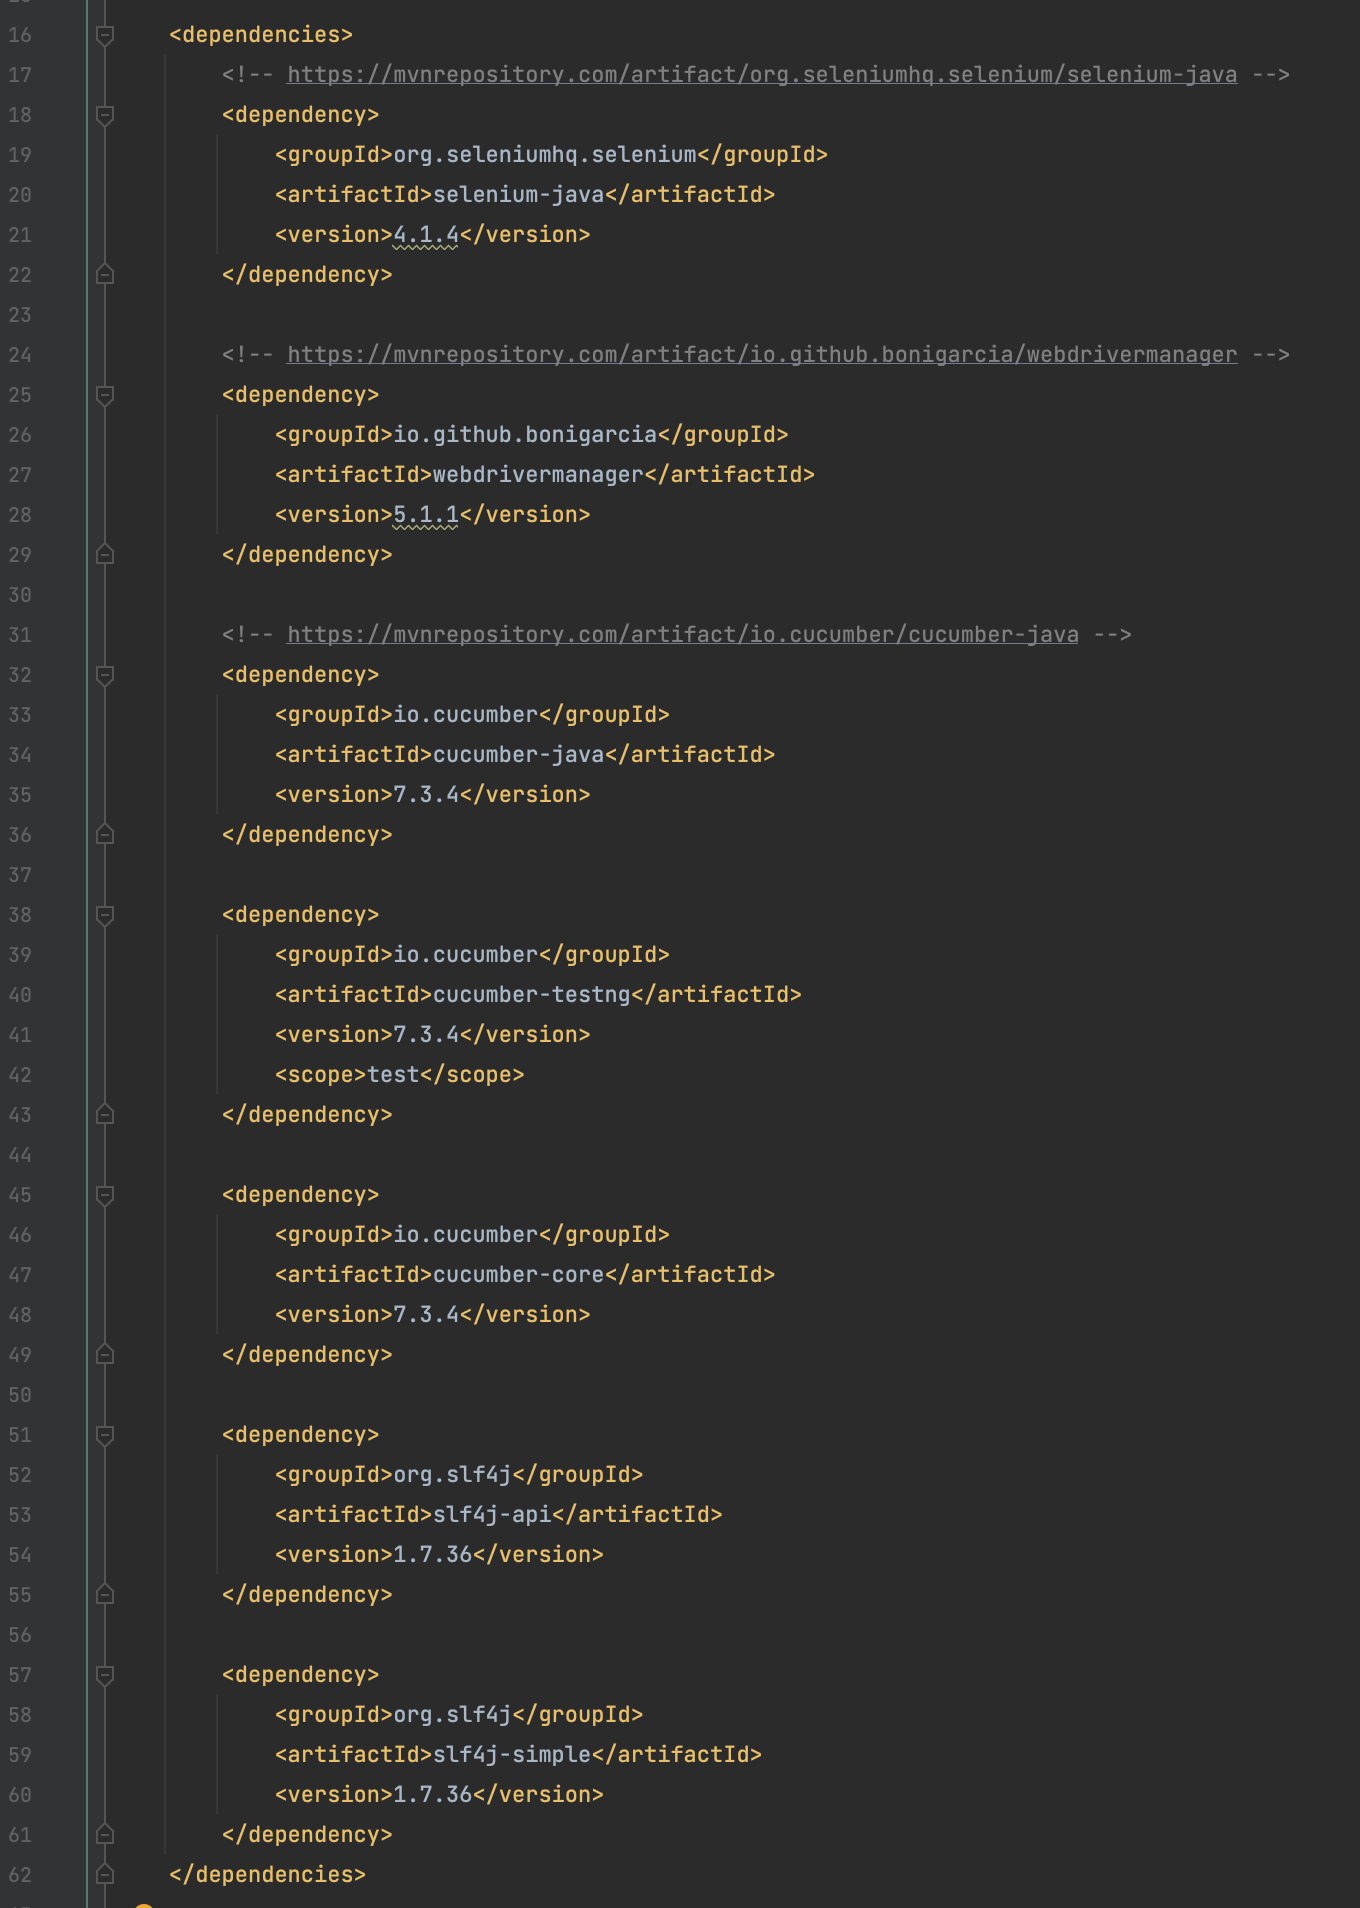 16 <dependencies>
17 <!-- https://mvnrepository.com/artifact/org.seleniumhq.selenium/selenium-java -->
18 <dependency>
19 <groupId>org.seleniumhq.selenium</groupId>
20 <artifactId>selenium-java</artifactId>
21 <version>4.1.4</version>
22 </dependency>
23
24 <!-- https://mvnrepository.com/artifact/io.github.bonigarcia/webdrivermanager -->
25 <dependency>
26 <groupId>io.github.bonigarcia</groupId>
27 <artifactId>webdrivermanager</artifactId>
28 <version>5.1.1</version>
29 </dependency>
30
31 <!-- https://mvnrepository.com/artifact/io.cucumber/cucumber-java -->
32 <dependency>
33 <groupId>io.cucumber</groupId>
34 <artifactId>cucumber-java</artifactId>
35 <version>7.3.4</version>
36 </dependency>
37
38 <dependency>
39 <groupId>io.cucumber</groupId>
40 <artifactId>cucumber-testng</artifactId>
41 <version>7.3.4</version>
42 <scope>test</scope>
43 </dependency>
44
45 <dependency>
46 <groupId>io.cucumber</groupId>
47 <artifactId>cucumber-core</artifactId>
48 <version>7.3.4</version>
49 </dependency>
50
51 <dependency>
52 <groupId>org.slf4j</groupId>
53 <artifactId>slf4j-api</artifactId>
54 <version>1.7.36</version>
55 </dependency>
56
57 <dependency>
58 <groupId>org.slf4j</groupId>
59 <artifactId>slf4j-simple</artifactId>
60 <version>1.7.36</version>
61 </dependency>
62 </dependencies>